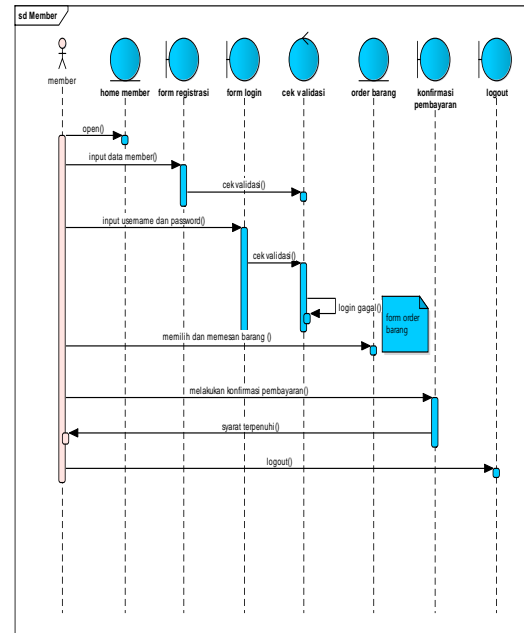 sd Member
member
home member
form registrasi
form login
cek validasi
order barang
konfirmasi
pembayaran
logout
open()
input data member()
cek validasi()
input username dan password()
cek validasi()
login gagal()
form order
barang
memilih dan memesan barang ()
melakukan konfirmasi pembayaran()
syarat terpenuhi()
logout()